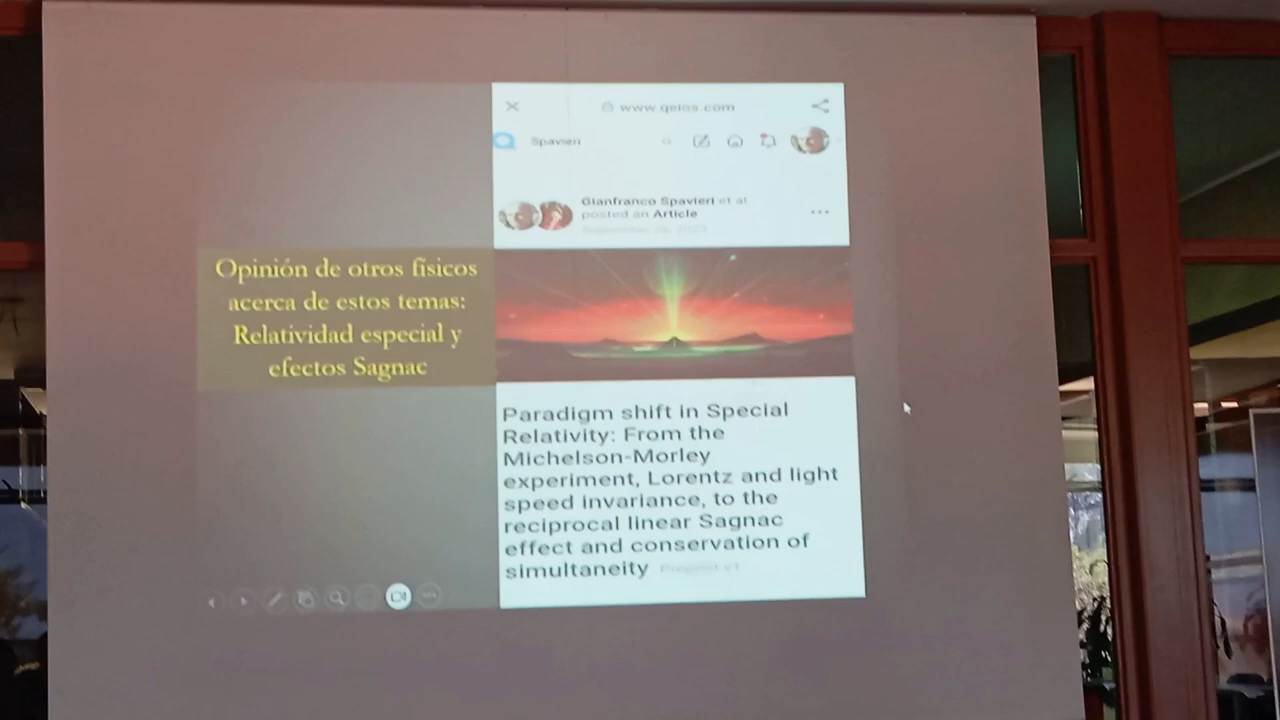 Opinión de otros físicos
acerca de estos temas:
Relatividad especial y
efectos Sagnac
www.qeios.com
Spavieri
Gianfranco Spavieri et al
posted an Article
Paradigm shift in Special
Relativity: From the
Michelson-Morley
experiment, Lorentz and light
speed invariance, to the
reciprocal linear Sagnac
effect and conservation of
simultaneity Preprint v1